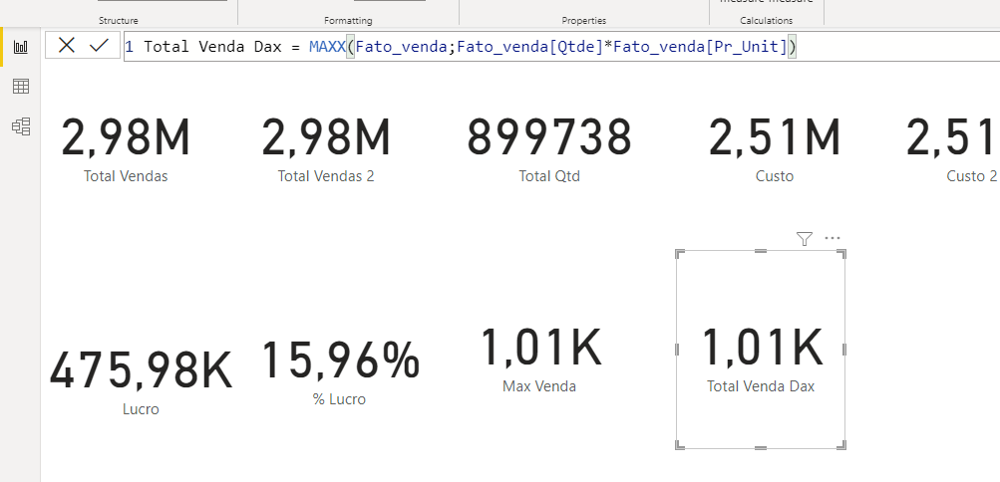 measure measure
Structure Formatting Properties Calculations
1 Total Venda Dax = MAXX(Fato_venda;Fato_venda[Qtde]*Fato_venda[Pr_Unit])
2,98M 2,98M 899738 2,51M 2,51
Total Vendas Total Vendas 2 Total Qtd Custo Custo 2
475,98K 15,96% 1,01K 1,01K
Lucro % Lucro Max Venda Total Venda Dax